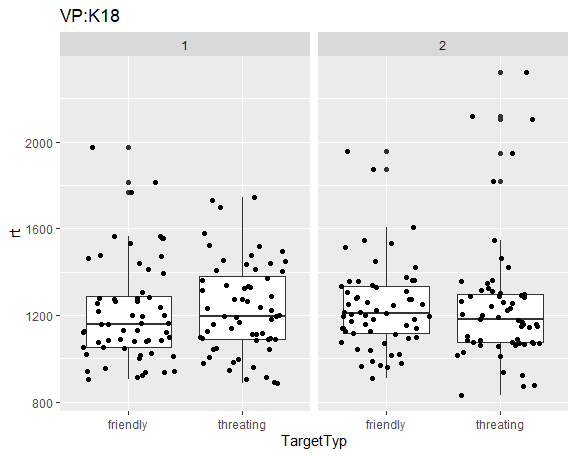 VP:K18
1
2
2000
1600
1200
800
rt
friendly
threating
friendly
threating
TargetTyp